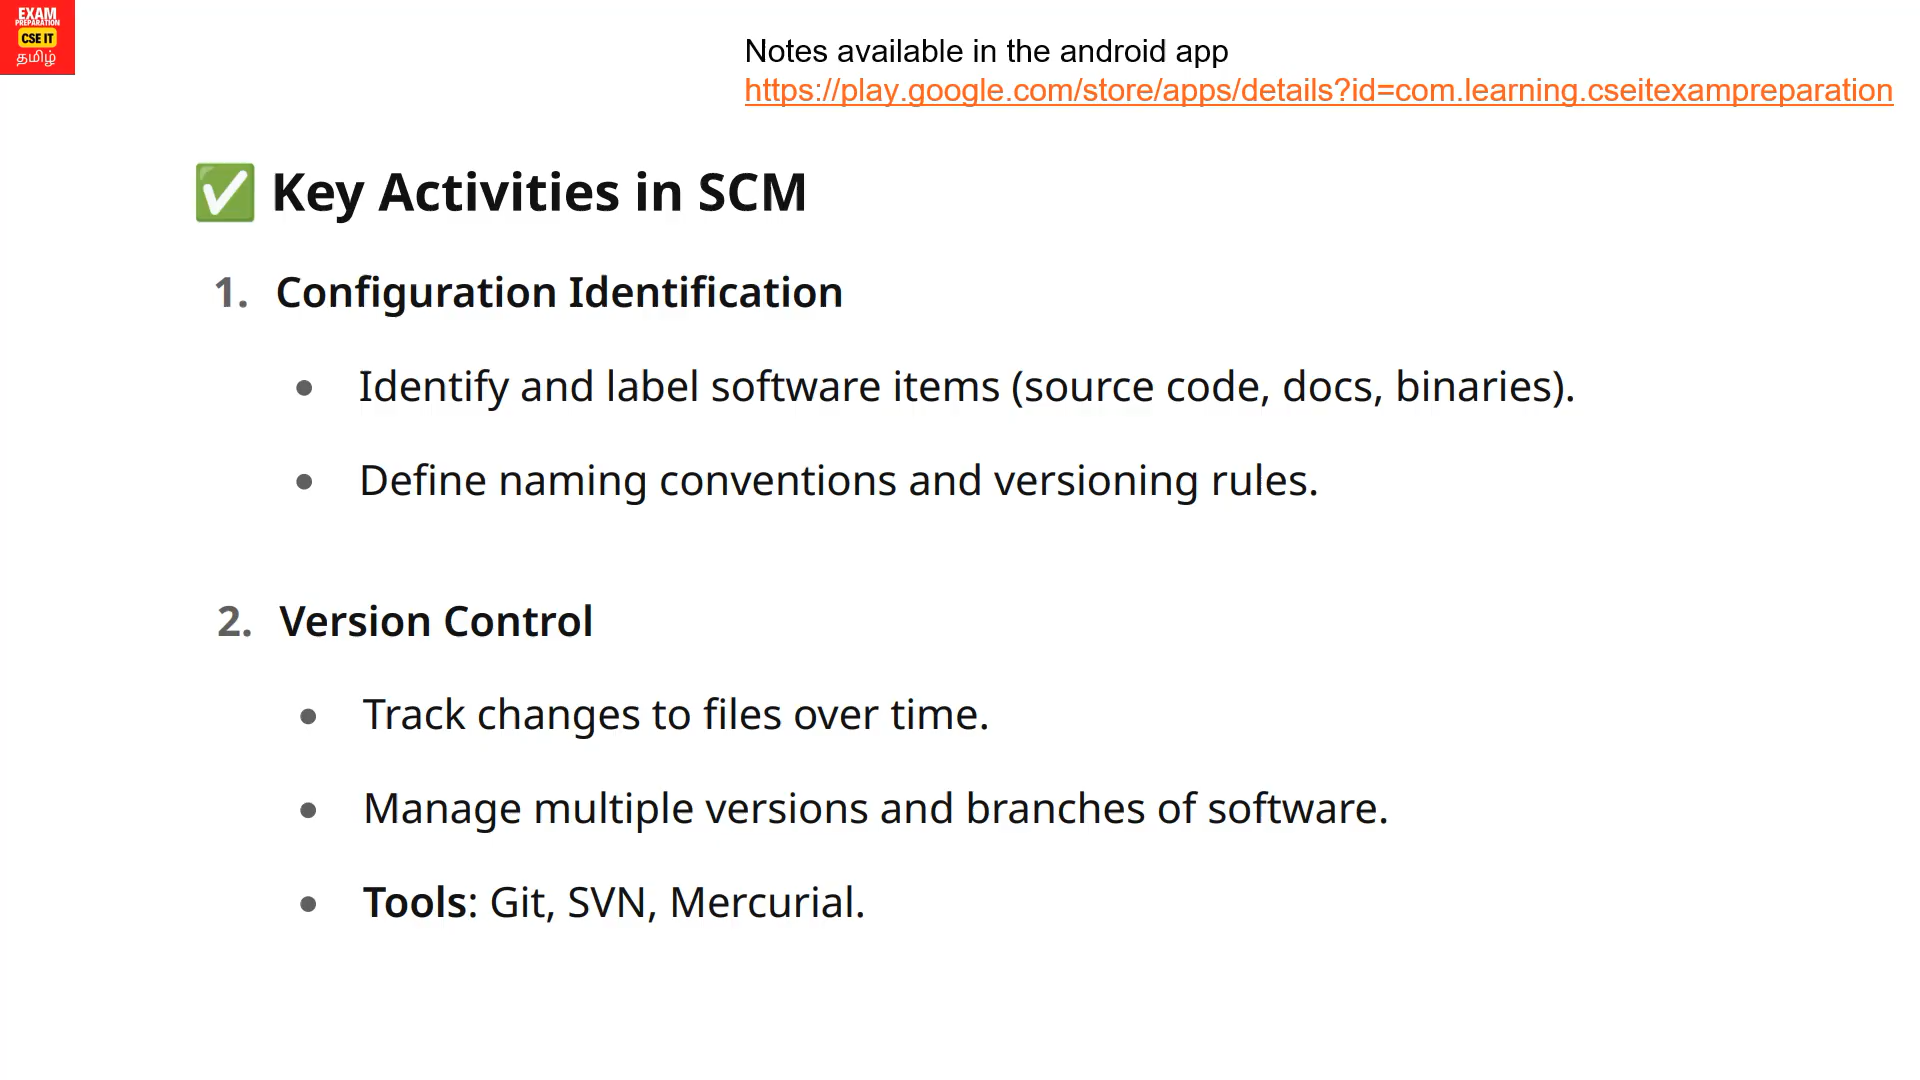 EXAM
PREPARATION
CSE IT
தமிழ்
Notes available in the android app
https://play.google.com/store/apps/details?id=com.learning.cseitexampreparation
✅ Key Activities in SCM
1. Configuration Identification
● Identify and label software items (source code, docs, binaries).
● Define naming conventions and versioning rules.
2. Version Control
● Track changes to files over time.
● Manage multiple versions and branches of software.
● Tools: Git, SVN, Mercurial.